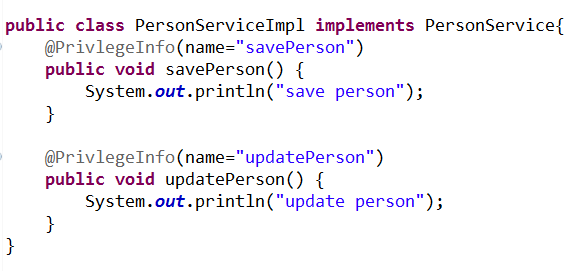 public class PersonServiceImpl implements PersonService{
    @PrivlegeInfo(name="savePerson")
    public void savePerson() {
        System.out.println("save person");
    }
    @PrivlegeInfo(name="updatePerson")
    public void updatePerson() {
        System.out.println("update person");
    }
}